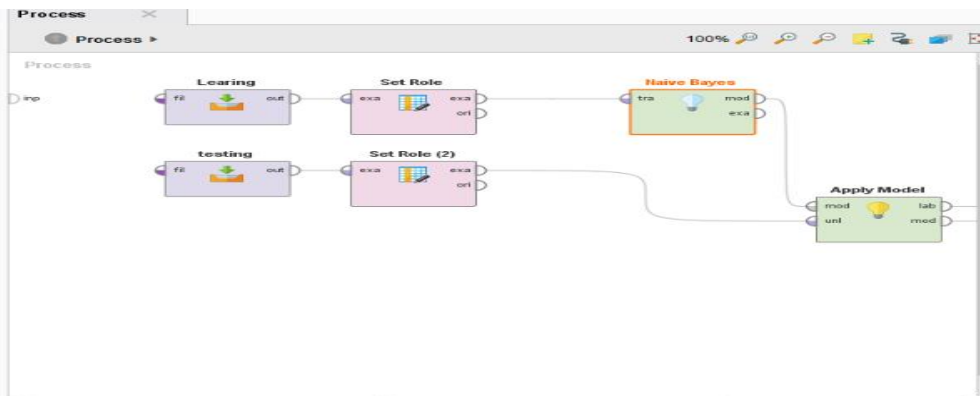 Process
Process
100%
Process
inp
Learing
fil out
Set Role
exa exa
ori
Naive Bayes
tra mod
exa
testing
fil out
Set Role (2)
exa exa
ori
Apply Model
mod lab
unl mod